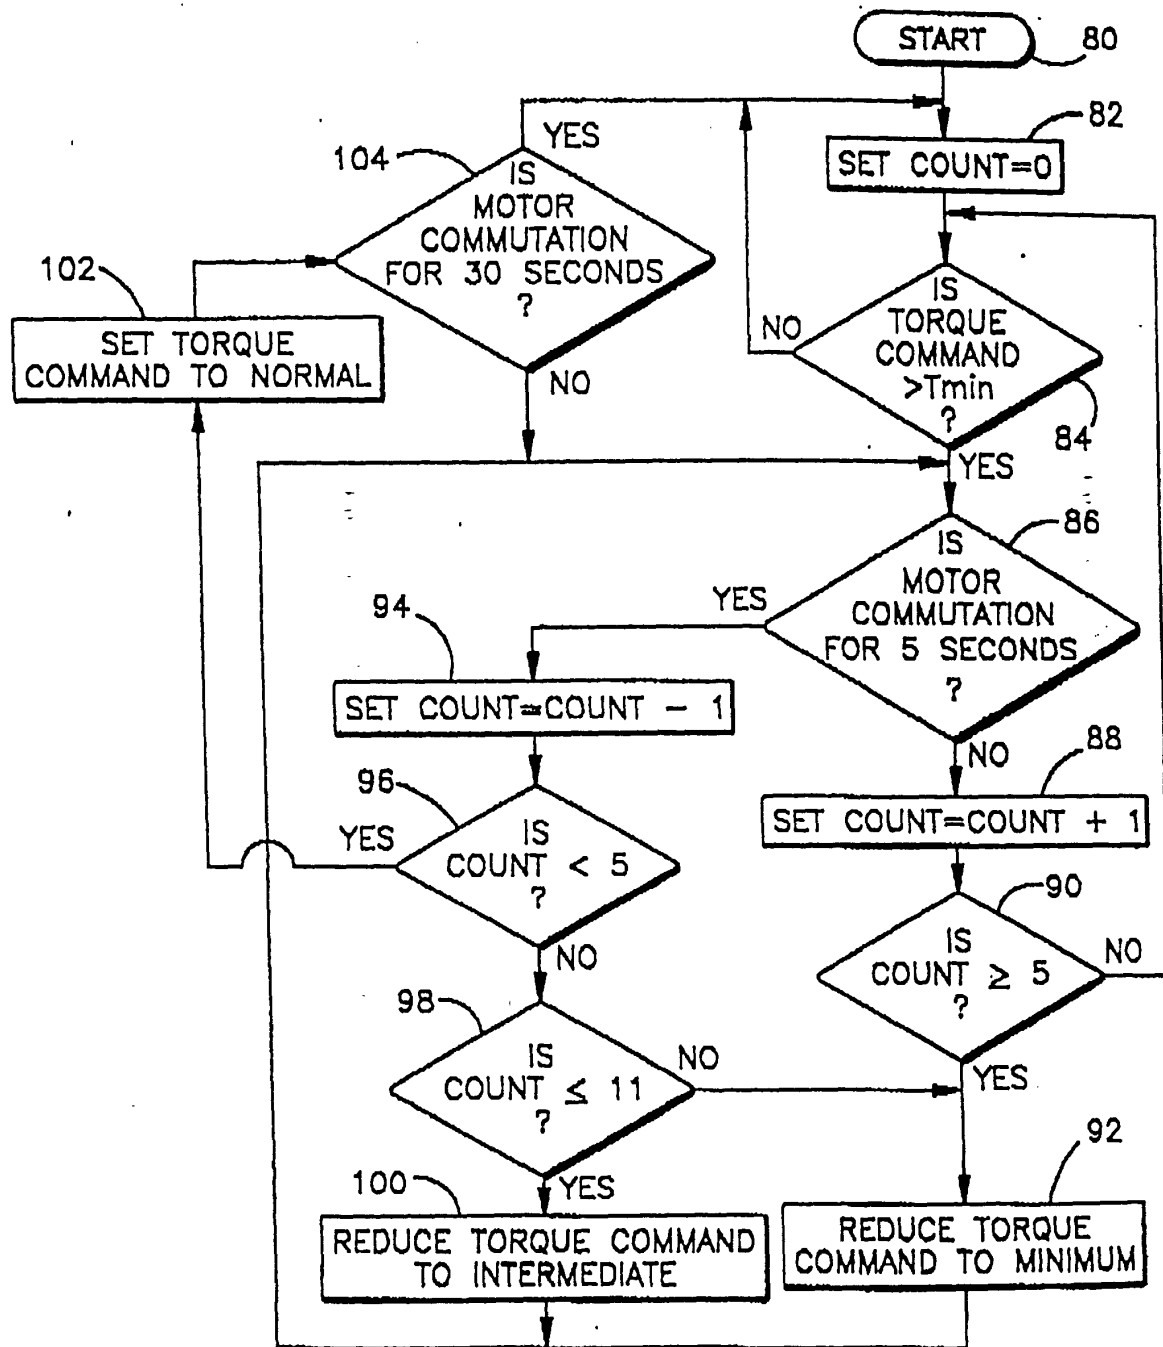 START
80
82
SET COUNT=0
YES
104
IS
MOTOR
COMMUTATION
FOR 30 SECONDS
?
NO
102
SET TORQUE
COMMAND TO NORMAL
NO
IS
TORQUE
COMMAND
>Tmin
?
84
YES
86
IS
MOTOR
COMMUTATION
FOR 5 SECONDS
?
YES
94
SET COUNT=COUNT - 1
NO
88
SET COUNT=COUNT + 1
96
YES
IS
COUNT < 5
?
NO
90
IS
COUNT ≥ 5
?
NO
YES
98
IS
COUNT ≤ 11
?
NO
YES
100
REDUCE TORQUE COMMAND
TO INTERMEDIATE
92
REDUCE TORQUE
COMMAND TO MINIMUM